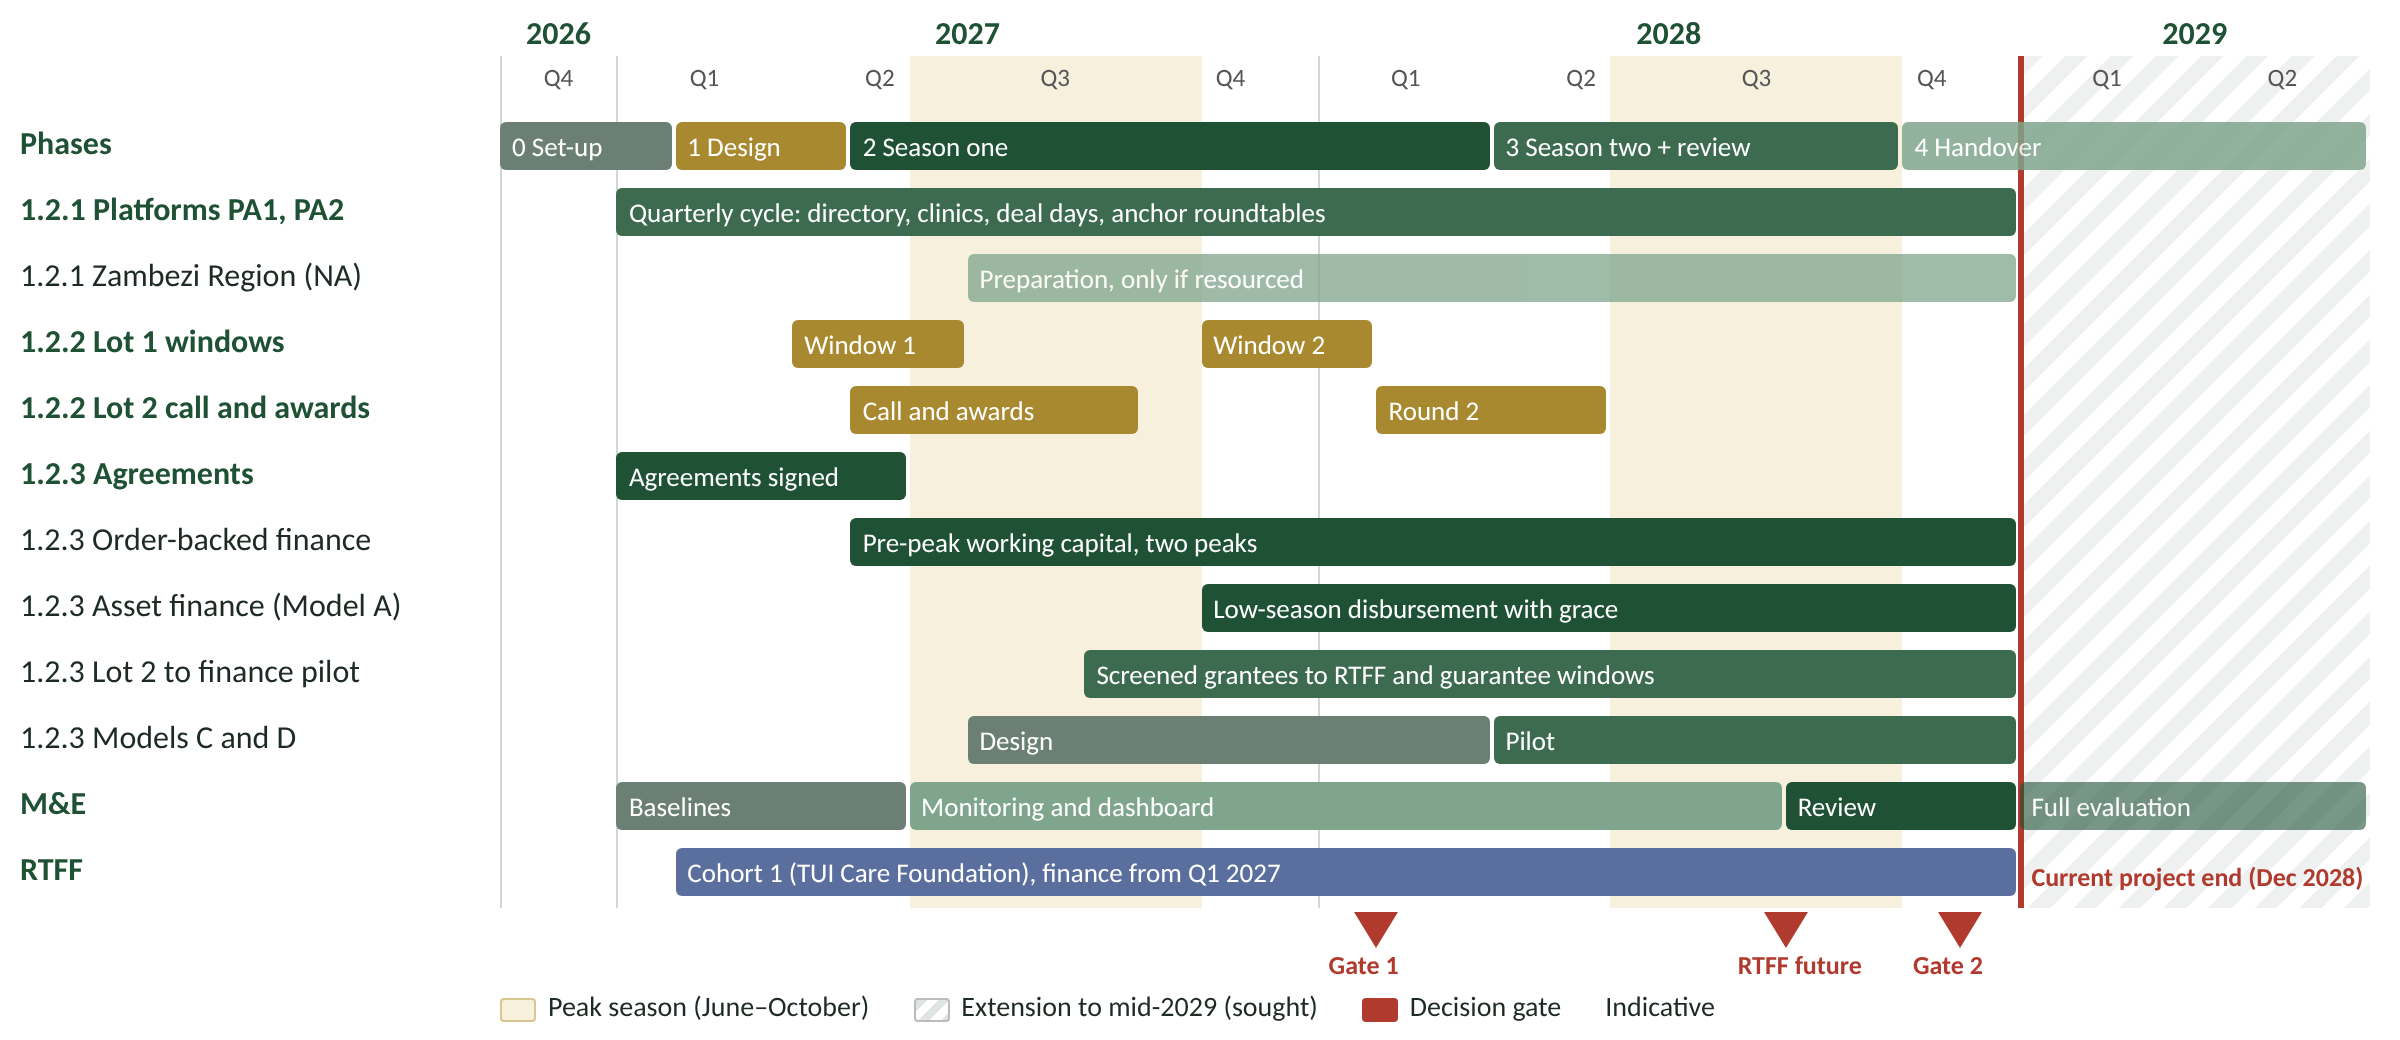 2026 2027 2028 2029
Q4 Q1 Q2 Q3 Q4 Q1 Q2 Q3 Q4 Q1 Q2
Phases 0 Set-up 1 Design 2 Season one 3 Season two + review 4 Handover
1.2.1 Platforms PA1, PA2 Quarterly cycle: directory, clinics, deal days, anchor roundtables
1.2.1 Zambezi Region (NA) Preparation, only if resourced
1.2.2 Lot 1 windows Window 1 Window 2
1.2.2 Lot 2 call and awards Call and awards Round 2
1.2.3 Agreements Agreements signed
1.2.3 Order-backed finance Pre-peak working capital, two peaks
1.2.3 Asset finance (Model A) Low-season disbursement with grace
1.2.3 Lot 2 to finance pilot Screened grantees to RTFF and guarantee windows
1.2.3 Models C and D Design Pilot
M&E Baselines Monitoring and dashboard Review Full evaluation
RTFF Cohort 1 (TUI Care Foundation), finance from Q1 2027 Current project end (Dec 2028)
Gate 1 RTFF future Gate 2
Peak season (June–October) Extension to mid-2029 (sought) Decision gate Indicative